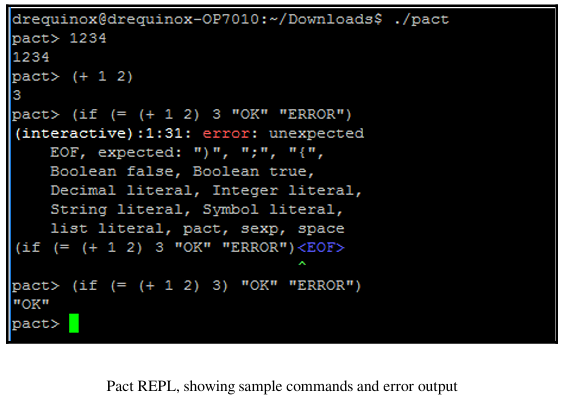 drequinox@drequinox-OP7010:~/Downloads$ ./pact
pact> 1234
1234
pact> (+ 1 2)
3
pact> (if (= (+ 1 2) 3 "OK" "ERROR")
(interactive):1:31: error: unexpected
EOF, expected: ")", ";", "{",
Boolean false, Boolean true,
Decimal literal, Integer literal,
String literal, Symbol literal,
list literal, pact, sexp, space
(if (= (+ 1 2) 3 "OK" "ERROR")<EOF>
^
pact> (if (= (+ 1 2) 3) "OK" "ERROR")
"OK"
pact>
Pact REPL, showing sample commands and error output